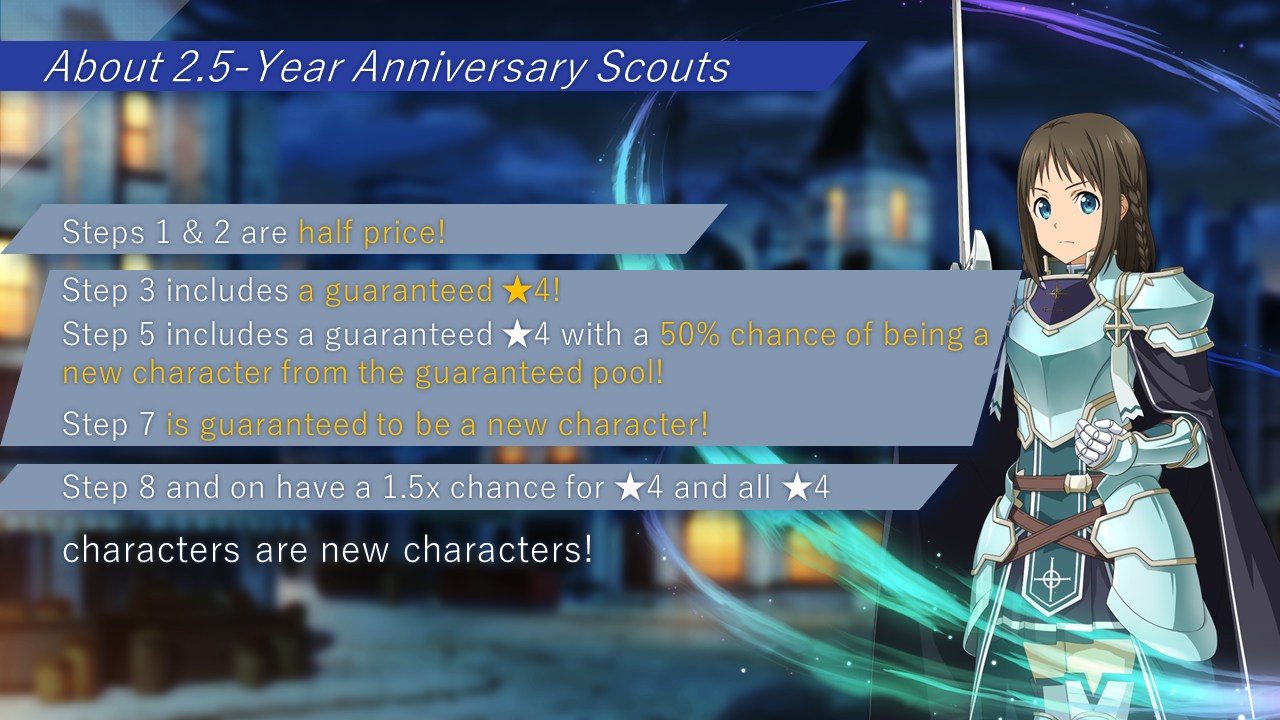 About 2.5-Year Anniversary Scouts
Steps 1 & 2 are half price!
Step 3 includes a guaranteed ★4!
Step 5 includes a guaranteed ★4 with a 50% chance of being a
new character from the guaranteed pool!
Step 7 is guaranteed to be a new character!
Step 8 and on have a 1.5x chance for ★4 and all ★4
characters are new characters!